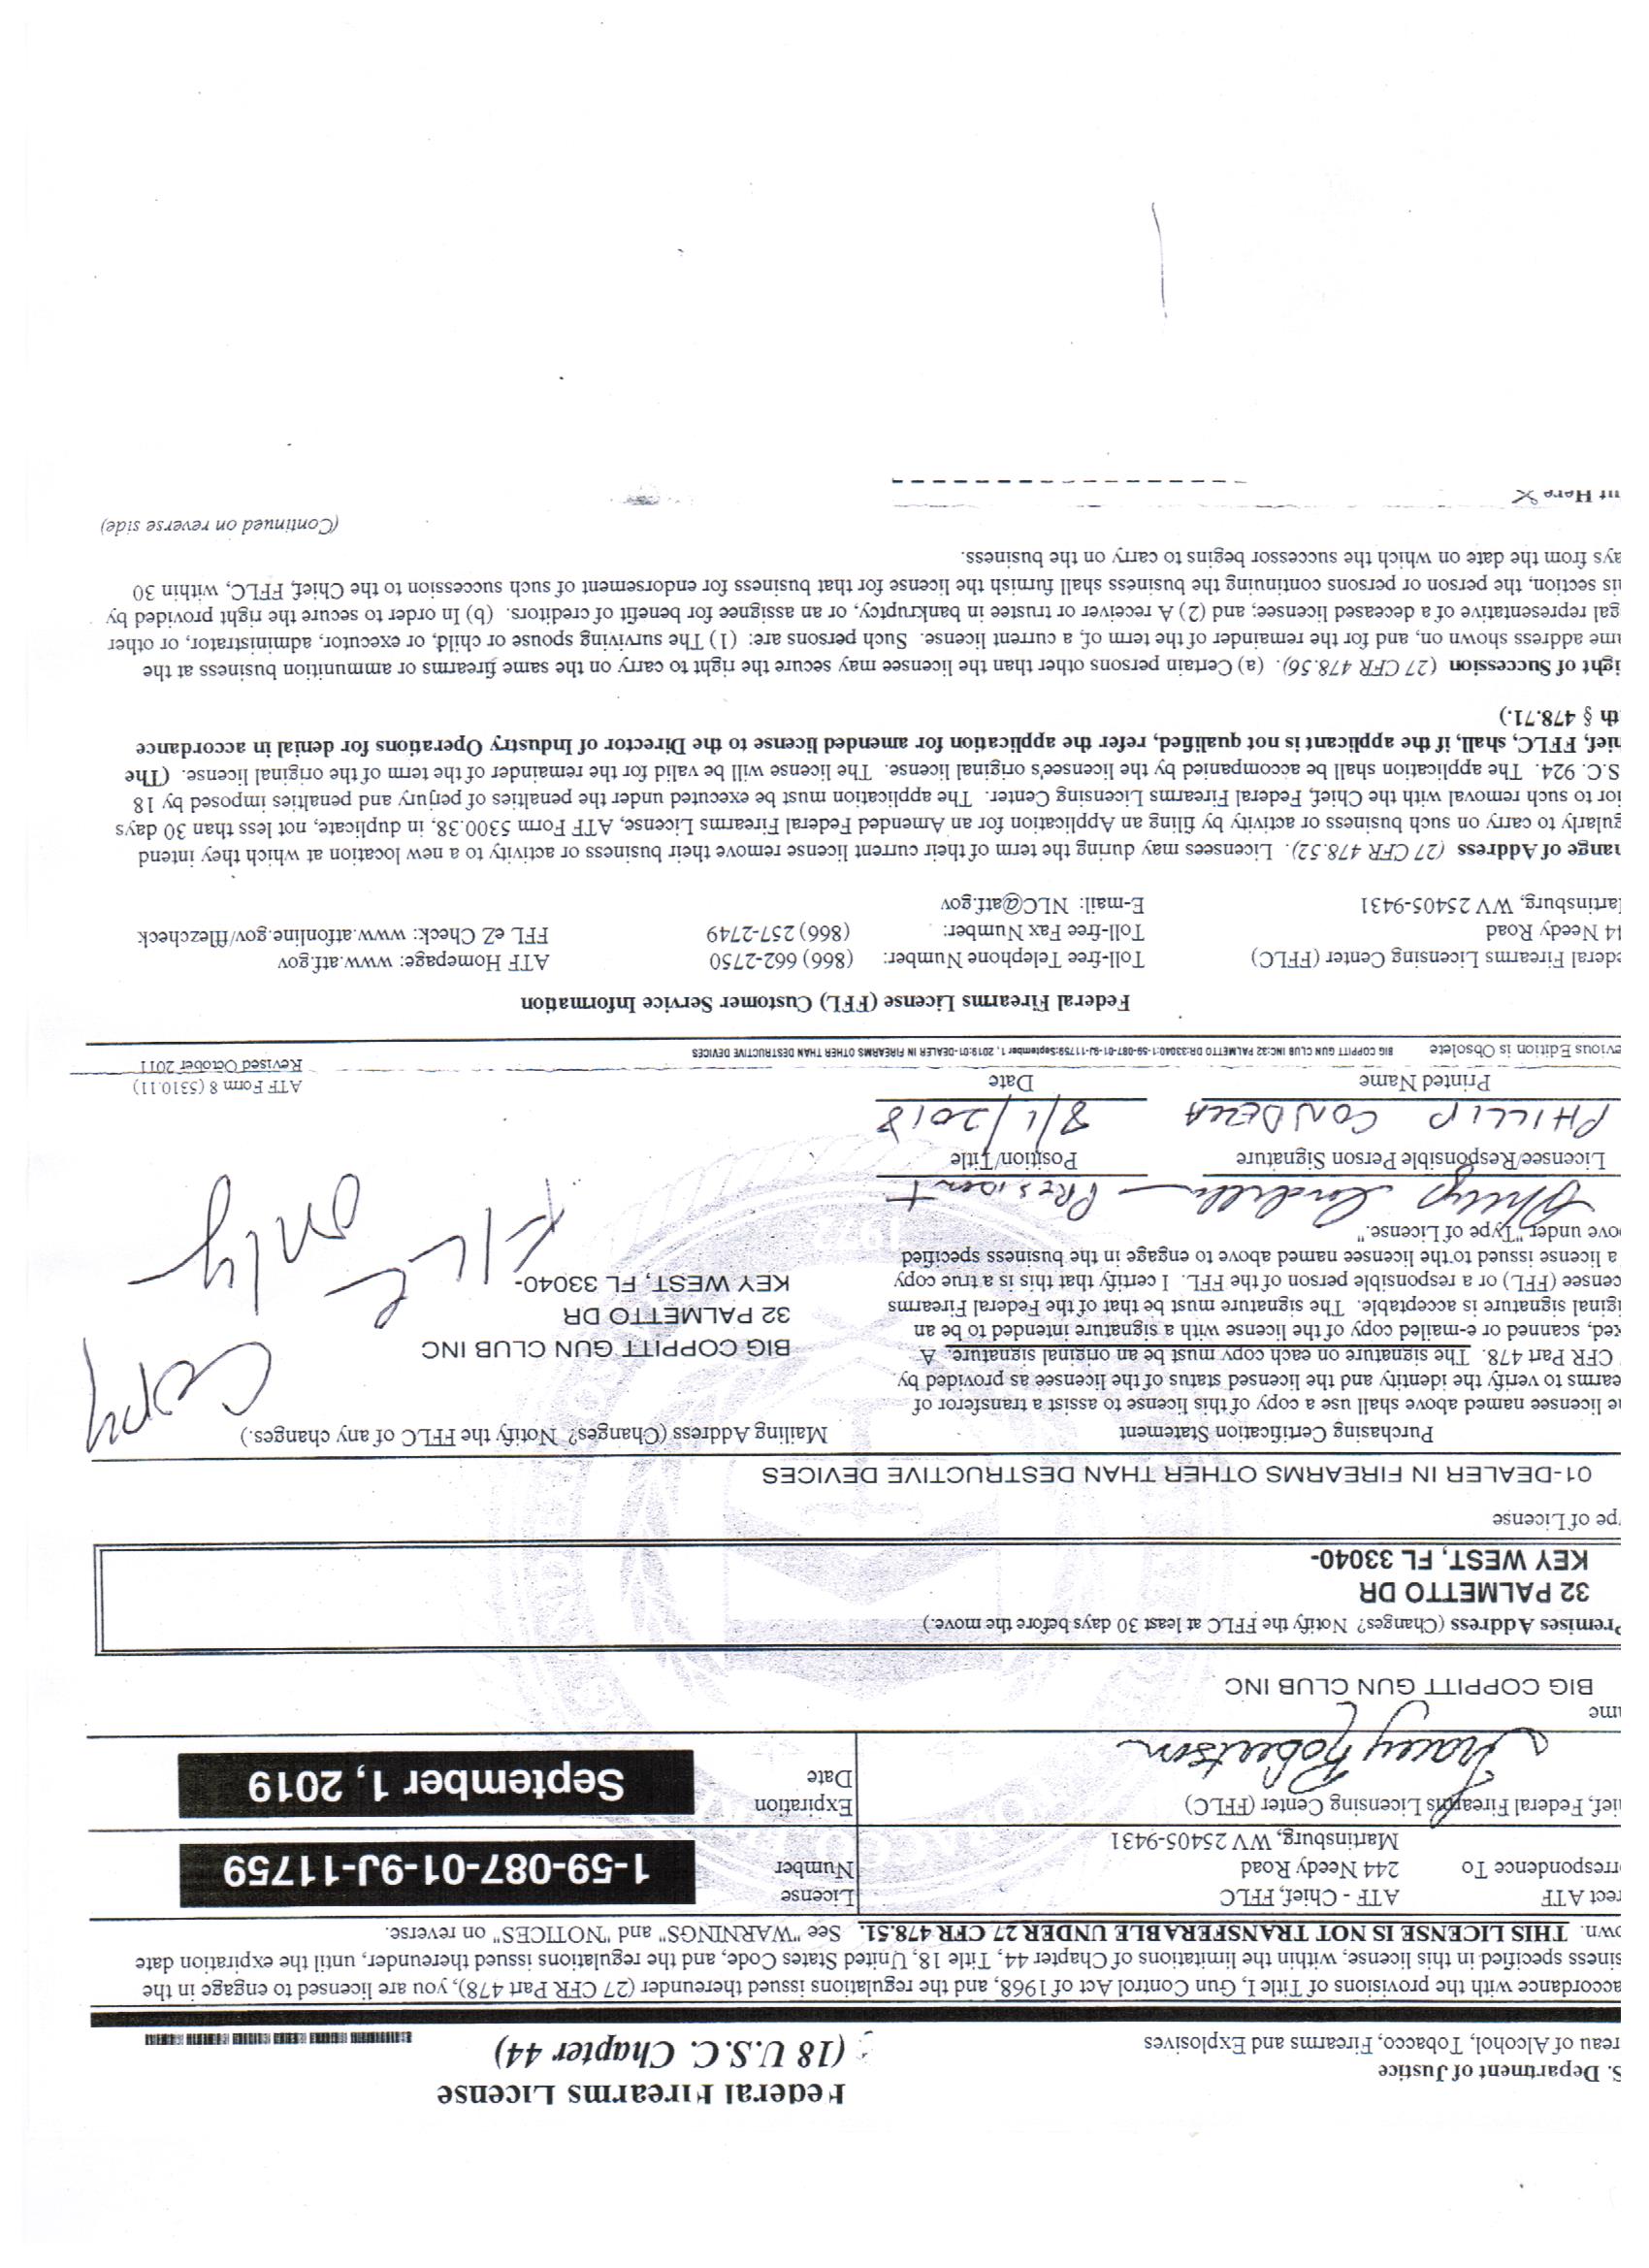 S. Department of Justice
reau of Alcohol, Tobacco, Firearms and Explosives
Federal Firearms License
(18 U.S.C. Chapter 44)
accordance with the provisions of Title I, Gun Control Act of 1968, and the regulations issued thereunder (27 CFR Part 478), you are licensed to engage in the
siness specified in this license, within the limitations of Chapter 44, Title 18, United States Code, and the regulations issued thereunder, until the expiration date
own. THIS LICENSE IS NOT TRANSFERABLE UNDER 27 CFR 478.51. See "WARNINGS" and "NOTICES" on reverse.
rect ATF
rrespondence To
ATF - Chief, FFLC
244 Needy Road
Martinsburg, WV 25405-9431
License
Number
1-59-087-01-9J-11759
ief, Federal Firearms Licensing Center (FFLC)
Tracey Robertson
Expiration
Date
September 1, 2019
ame
BIG COPPITT GUN CLUB INC
Premises Address (Changes? Notify the FFLC at least 30 days before the move.)
32 PALMETTO DR
KEY WEST, FL 33040-
pe of License
01-DEALER IN FIREARMS OTHER THAN DESTRUCTIVE DEVICES
Purchasing Certification Statement
he licensee named above shall use a copy of this license to assist a transferor of
earms to verify the identity and the licensed status of the licensee as provided by
CFR Part 478. The signature on each copy must be an original signature. A
xed, scanned or e-mailed copy of the license with a signature intended to be an
iginal signature is acceptable. The signature must be that of the Federal Firearms
censee (FFL) or a responsible person of the FFL. I certify that this is a true copy
a license issued to the licensee named above to engage in the business specified
ove under "Type of License."
Mailing Address (Changes? Notify the FFLC of any changes.)
BIG COPPITT GUN CLUB INC
32 PALMETTO DR
KEY WEST, FL 33040-
Copy
FILE
only
1972
Philip Condella President
Licensee/Responsible Person Signature Position/Title
PHILLIP CONDELLA 8/1/2018
Printed Name Date
ATF Form 8 (5310.11)
Revised October 2011
evious Edition is Obsolete BIG COPPITT GUN CLUB INC:32 PALMETTO DR:33040:1-59-087-01-9J-11759:September 1, 2019:01-DEALER IN FIREARMS OTHER THAN DESTRUCTIVE DEVICES
Federal Firearms License (FFL) Customer Service Information
ederal Firearms Licensing Center (FFLC) Toll-free Telephone Number: (866) 662-2750 ATF Homepage: www.atf.gov
44 Needy Road Toll-free Fax Number: (866) 257-2749 FFL eZ Check: www.atfonline.gov/fflezcheck
artinsburg, WV 25405-9431 E-mail: NLC@atf.gov
hange of Address (27 CFR 478.52). Licensees may during the term of their current license remove their business or activity to a new location at which they intend
gularly to carry on such business or activity by filing an Application for an Amended Federal Firearms License, ATF Form 5300.38, in duplicate, not less than 30 days
ior to such removal with the Chief, Federal Firearms Licensing Center. The application must be executed under the penalties of perjury and penalties imposed by 18
S.C. 924. The application shall be accompanied by the licensee's original license. The license will be valid for the remainder of the term of the original license. (The
hief, FFLC, shall, if the applicant is not qualified, refer the application for amended license to the Director of Industry Operations for denial in accordance
ith § 478.71.)
ight of Succession (27 CFR 478.56). (a) Certain persons other than the licensee may secure the right to carry on the same firearms or ammunition business at the
ame address shown on, and for the remainder of the term of, a current license. Such persons are: (1) The surviving spouse or child, or executor, administrator, or other
gal representative of a deceased licensee; and (2) A receiver or trustee in bankruptcy, or an assignee for benefit of creditors. (b) In order to secure the right provided by
is section, the person or persons continuing the business shall furnish the license for that business for endorsement of such succession to the Chief, FFLC, within 30
ays from the date on which the successor begins to carry on the business.
(Continued on reverse side)
ut Here